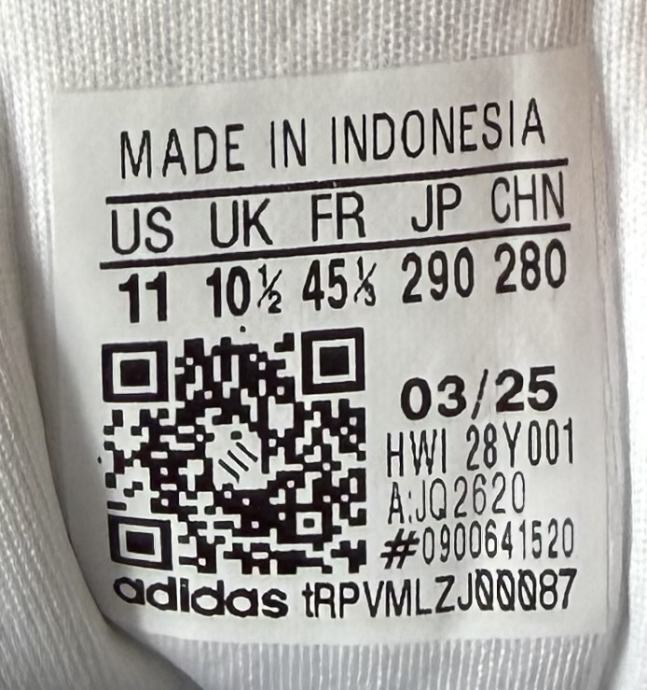 MADE IN INDONESIA
US UK FR JP CHN
11 10½ 45⅓ 290 280
03/25
HWI 28Y001
A:JQ2620
#0900641520
adidas tRPVMLZJ000087